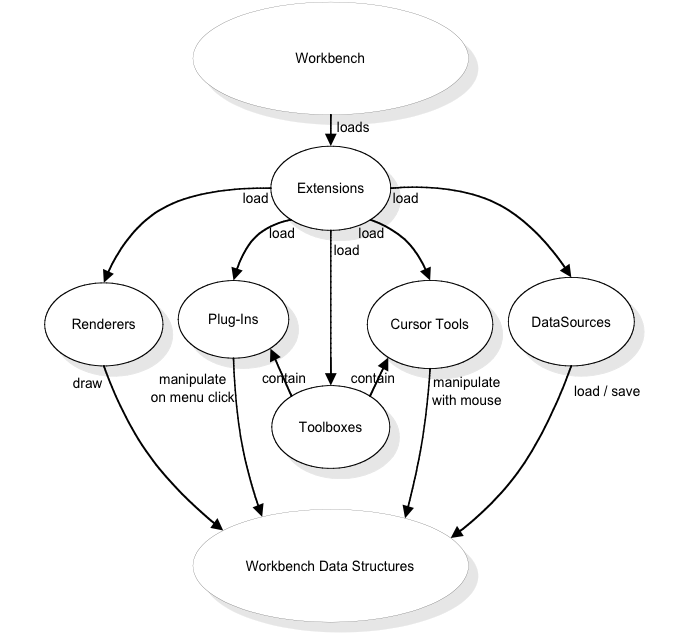 Workbench
loads
Extensions
load
load
load
load
load
Renderers
Plug-Ins
Cursor Tools
DataSources
draw
manipulate
on menu click
contain
contain
manipulate
with mouse
load / save
Toolboxes
Workbench Data Structures